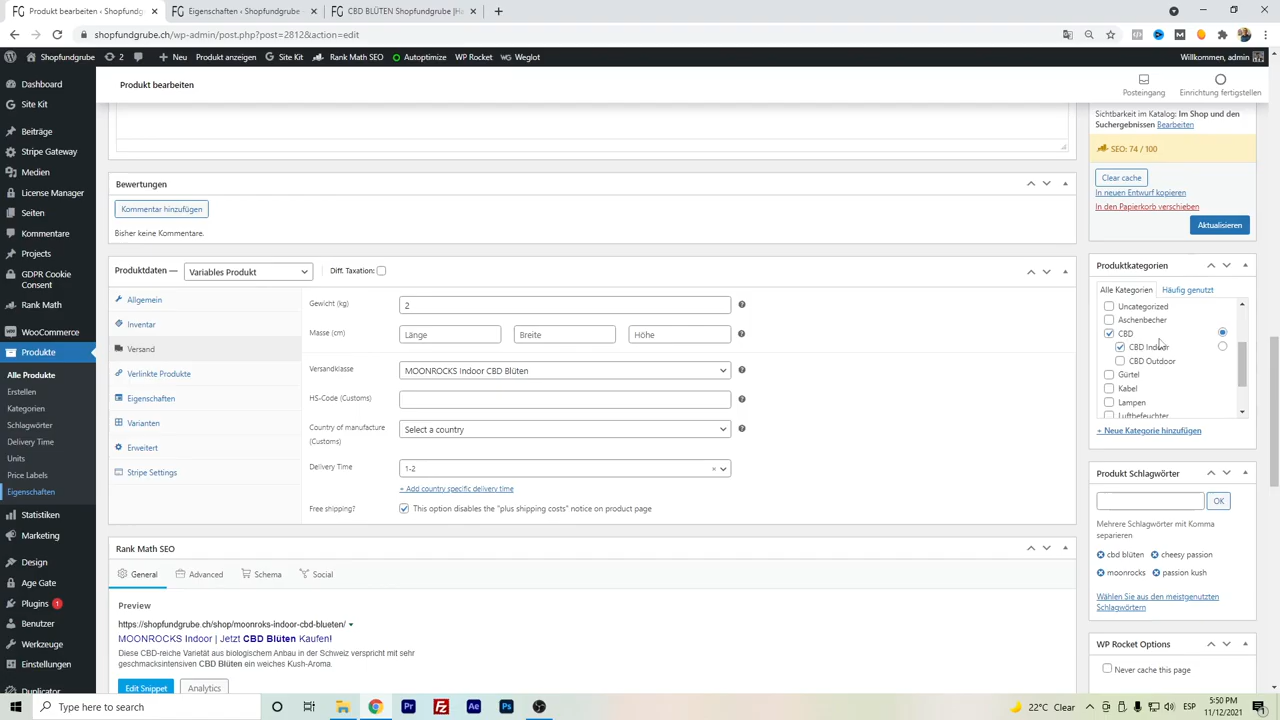 Produkt bearbeiten ‹ Shopfundgrub
Eigenschaften ‹ Shopfundgrube
CBD BLÜTEN Shopfundgrube |Ha
shopfundgrube.ch/wp-admin/post.php?post=2812&action=edit
Shopfundgrube
2
Neu
Produkt anzeigen
Site Kit
Rank Math SEO
Autoptimize
WP Rocket
Weglot
Willkommen, admin
Dashboard
Site Kit
Beiträge
Stripe Gateway
Medien
License Manager
Seiten
Kommentare
Projects
GDPR Cookie
Consent
Rank Math
WooCommerce
Produkte
Alle Produkte
Erstellen
Kategorien
Schlagwörter
Delivery Time
Units
Price Labels
Eigenschaften
Statistiken
Marketing
Design
Age Gate
Plugins 1
Benutzer
Werkzeuge
Einstellungen
Duplicator
Produkt bearbeiten
Posteingang
Einrichtung fertigstellen
Bewertungen
Kommentar hinzufügen
Bisher keine Kommentare.
Produktdaten —
Variables Produkt
Diff. Taxation:
Allgemein
Inventar
Versand
Verlinkte Produkte
Eigenschaften
Varianten
Erweitert
Stripe Settings
Gewicht (kg)
2
Masse (cm)
Länge
Breite
Höhe
Versandklasse
MOONROCKS Indoor CBD Blüten
HS-Code (Customs)
Country of manufacture
(Customs)
Select a country
Delivery Time
1-2
+ Add country specific delivery time
Free shipping?
This option disables the "plus shipping costs" notice on product page
Rank Math SEO
General
Advanced
Schema
Social
Preview
https://shopfundgrube.ch/shop/moonroks-indoor-cbd-blueten/
MOONROCKS Indoor | Jetzt CBD Blüten Kaufen!
Diese CBD-reiche Varietät aus biologischem Anbau in der Schweiz verspricht mit sehr
geschmacksintensiven CBD Blüten ein weiches Kush-Aroma.
Edit Snippet
Analytics
Sichtbarkeit im Katalog: Im Shop und den
Suchergebnissen Bearbeiten
SEO: 74 / 100
Clear cache
In neuen Entwurf kopieren
In den Papierkorb verschieben
Aktualisieren
Produktkategorien
Alle Kategorien
Häufig genutzt
Uncategorized
Aschenbecher
CBD
CBD Indoor
CBD Outdoor
Gürtel
Kabel
Lampen
Luftbefeuchter
+ Neue Kategorie hinzufügen
Produkt Schlagwörter
OK
Mehrere Schlagwörter mit Komma
separieren
cbd blüten
cheesy passion
moonrocks
passion kush
Wählen Sie aus den meistgenutzten
Schlagwörtern
WP Rocket Options
Never cache this page
Type here to search
22°C Clear
ESP
5:50 PM
11/12/2021